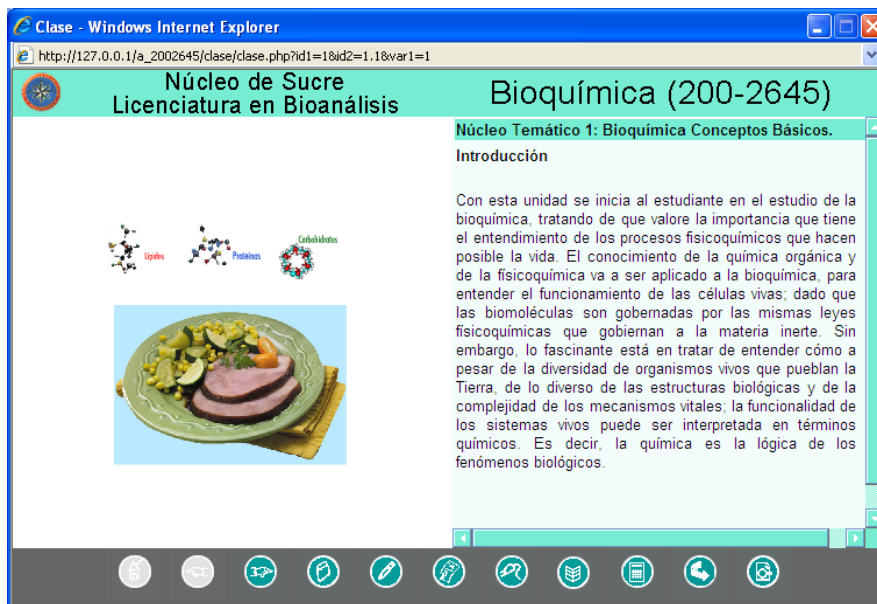 Clase - Windows Internet Explorer
http://127.0.0.1/a_2002645/clase/clase.php?id1=1&id2=1.1&var1=1
Núcleo de Sucre
Licenciatura en Bioanálisis
Bioquímica (200-2645)
Núcleo Temático 1: Bioquímica Conceptos Básicos.
Introducción
Con esta unidad se inicia al estudiante en el estudio de la
bioquímica, tratando de que valore la importancia que tiene
el entendimiento de los procesos fisicoquímicos que hacen
posible la vida. El conocimiento de la química orgánica y
de la físicoquímica va a ser aplicado a la bioquímica, para
entender el funcionamiento de las células vivas; dado que
las biomoléculas son gobernadas por las mismas leyes
físicoquímicas que gobiernan a la materia inerte. Sin
embargo, lo fascinante está en tratar de entender cómo a
pesar de la diversidad de organismos vivos que pueblan la
Tierra, de lo diverso de las estructuras biológicas y de la
complejidad de los mecanismos vitales; la funcionalidad de
los sistemas vivos puede ser interpretada en términos
químicos. Es decir, la química es la lógica de los
fenómenos biológicos.
Lípidos
Proteínas
Carbohidratos